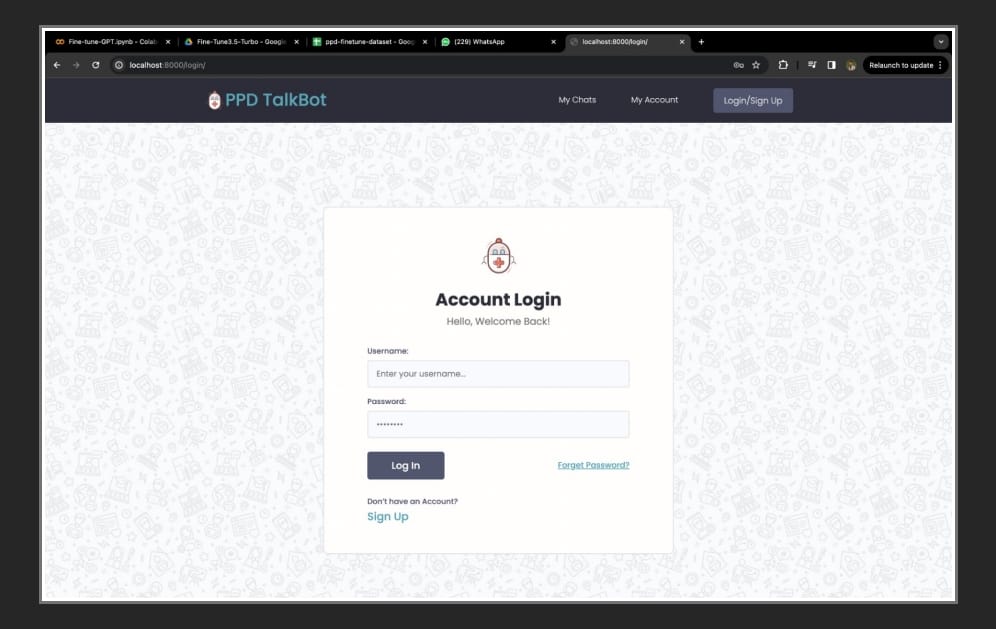 Fine-tune-GPT.ipynb - Colab
Fine-Tune3.5-Turbo - Google
ppd-finetune-dataset - Goog
(229) WhatsApp
localhost:8000/login/
localhost:8000/login/
Relaunch to update
PPD TalkBot
My Chats
My Account
Login/Sign Up
Account Login
Hello, Welcome Back!
Username:
Enter your username...
Password:
••••••••
Log In
Forget Password?
Don't have an Account?
Sign Up